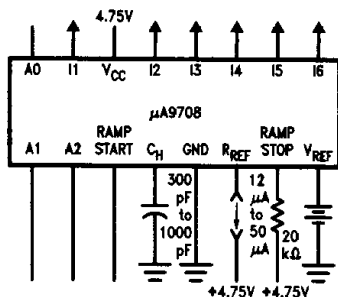 4.75V
A0 I1 VCC I2 I3 I4 I5 I6
μA9708
A1 A2 RAMP START CH GND RREF RAMP STOP VREF
300 pF to 1000 pF
12 μA to 50 μA
20 kΩ
+4.75V +4.75V